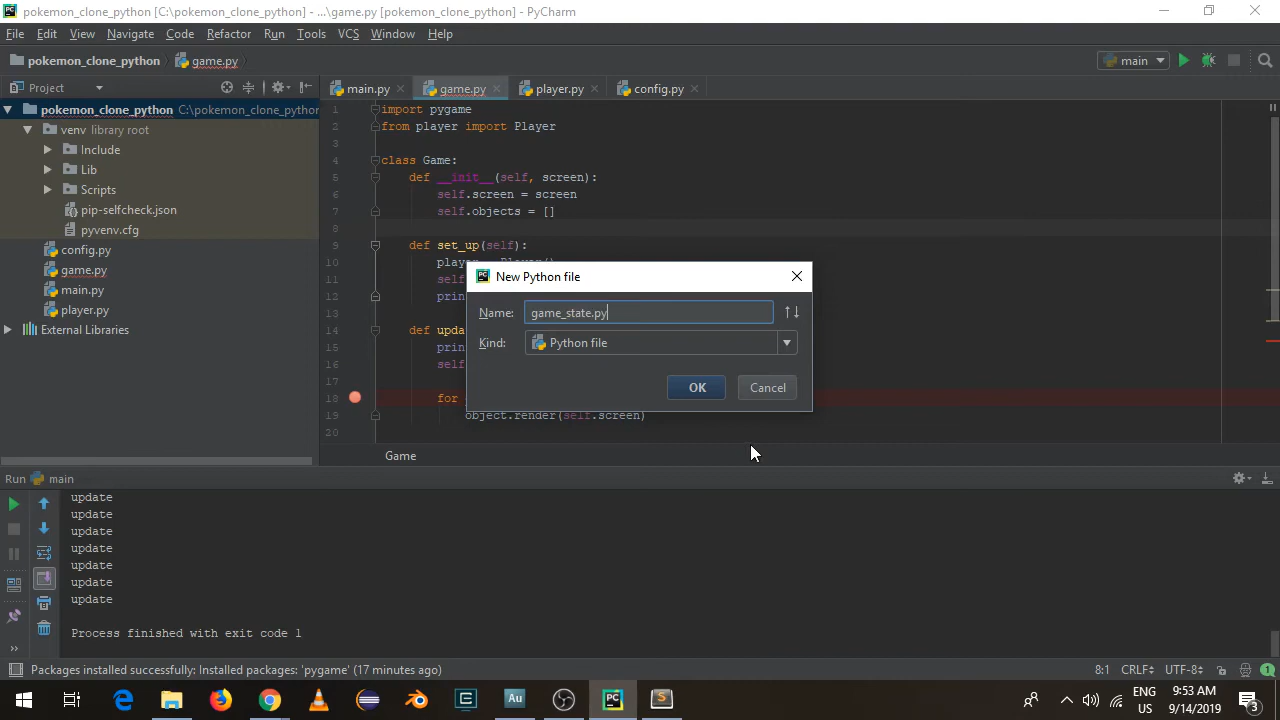 pokemon_clone_python [C:\pokemon_clone_python] - ...\game.py [pokemon_clone_python] - PyCharm
File Edit View Navigate Code Refactor Run Tools VCS Window Help
pokemon_clone_python game.py main
Project main.py game.py player.py config.py
pokemon_clone_python C:\pokemon_clone_python
venv library root
Include
Lib
Scripts
pip-selfcheck.json
pyvenv.cfg
config.py
game.py
main.py
player.py
External Libraries
1 import pygame
2 from player import Player
3
4 class Game:
5 def __init__(self, screen):
6 self.screen = screen
7 self.objects = []
8
9 def set_up(self):
10
11
12
13
14
15
16
17
18 for
19 object.render(self.screen)
20
Game
New Python file
Name: game_state.py
Kind: Python file
OK Cancel
Run main
update
update
update
update
update
update
update
Process finished with exit code 1
Packages installed successfully: Installed packages: 'pygame' (17 minutes ago) 8:1 CRLF UTF-8 1
Au ENG 9:53 AM
US 9/14/2019 3